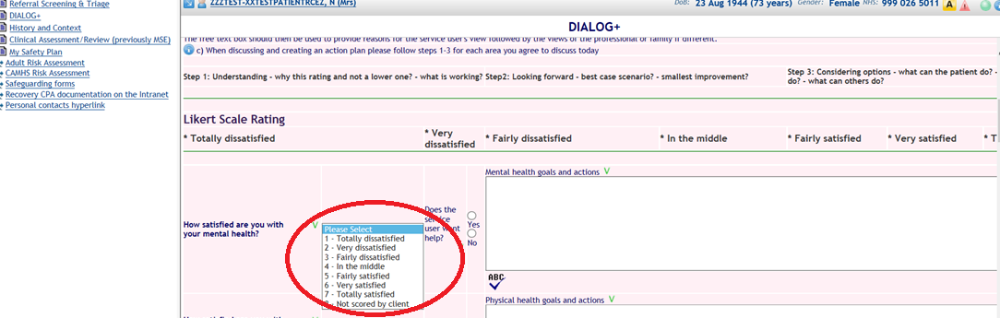 Referral Screening & Triage
DIALOG+
History and Context
Clinical Assessment/Review (previously MSE)
My Safety Plan
Adult Risk Assessment
CAMHS Risk Assessment
Safeguarding forms
Recovery CPA documentation on the Intranet
Personal contacts hyperlink
ZZZTEST-XXTESTPATIENTRCEZ, N (Mrs)
DoB: 23 Aug 1944 (73 years) Gender: Female NHS: 999 026 5011 A
DIALOG+
The free text box should then be used to provide reasons for the service user's view followed by the views of the professional or family if different.
c) When discussing and creating an action plan please follow steps 1-3 for each area you agree to discuss today
Step 1: Understanding - why this rating and not a lower one? - what is working? Step2: Looking forward - best case scenario? - smallest improvement?
Step 3: Considering options - what can the patient do? -
do? - what can others do?
Likert Scale Rating
* Totally dissatisfied
* Very
dissatisfied
* Fairly dissatisfied
* In the middle
* Fairly satisfied
* Very satisfied
* T
How satisfied are you with
your mental health?
Please Select
1 - Totally dissatisfied
2 - Very dissatisfied
3 - Fairly dissatisfied
4 - In the middle
5 - Fairly satisfied
6 - Very satisfied
7 - Totally satisfied
8 - Not scored by client
Does the
service
user want
help?
Yes
No
Mental health goals and actions
ABC
Physical health goals and actions